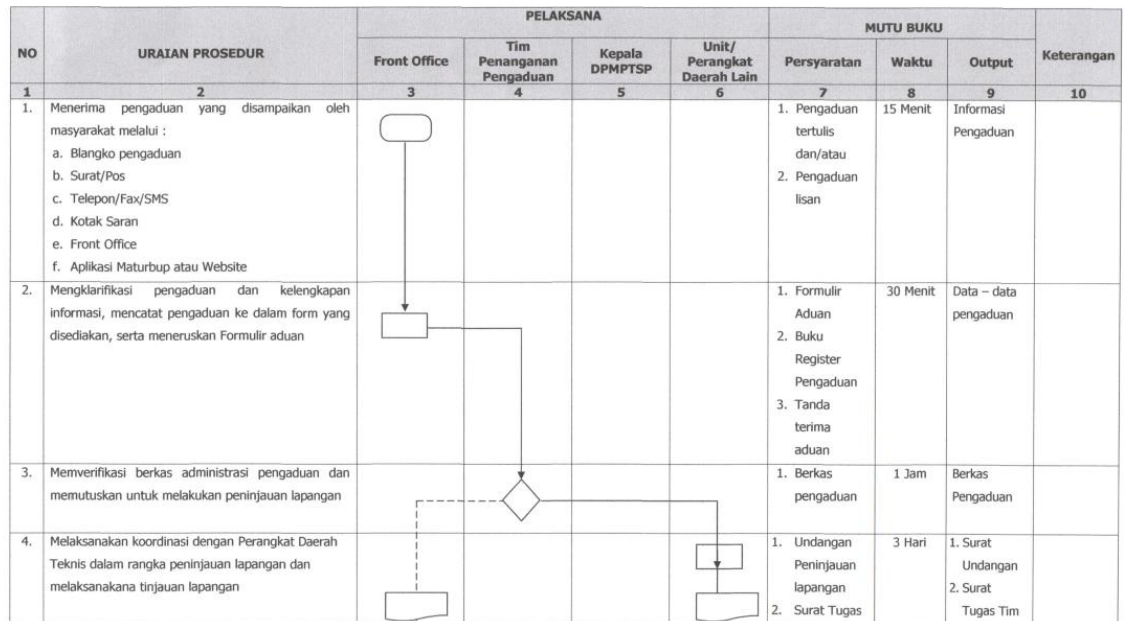 NO
URAIAN PROSEDUR
PELAKSANA
MUTU BUKU
Keterangan
Front Office
Tim
Penanganan
Pengaduan
Kepala
DPMPTSP
Unit/
Perangkat
Daerah Lain
Persyaratan
Waktu
Output
1 2 3 4 5 6 7 8 9 10
1. Menerima pengaduan yang disampaikan oleh
masyarakat melalui :
a. Blangko pengaduan
b. Surat/Pos
c. Telepon/Fax/SMS
d. Kotak Saran
e. Front Office
f. Aplikasi Maturbup atau Website
1. Pengaduan
tertulis
dan/atau
2. Pengaduan
lisan
15 Menit
Informasi
Pengaduan
2. Mengklarifikasi pengaduan dan kelengkapan
informasi, mencatat pengaduan ke dalam form yang
disediakan, serta meneruskan Formulir aduan
1. Formulir
Aduan
2. Buku
Register
Pengaduan
3. Tanda
terima
aduan
30 Menit
Data – data
pengaduan
3. Memverifikasi berkas administrasi pengaduan dan
memutuskan untuk melakukan peninjauan lapangan
1. Berkas
pengaduan
1 Jam
Berkas
Pengaduan
4. Melaksanakan koordinasi dengan Perangkat Daerah
Teknis dalam rangka peninjauan lapangan dan
melaksanakana tinjauan lapangan
1. Undangan
Peninjauan
lapangan
2. Surat Tugas
3 Hari
1. Surat
Undangan
2. Surat
Tugas Tim